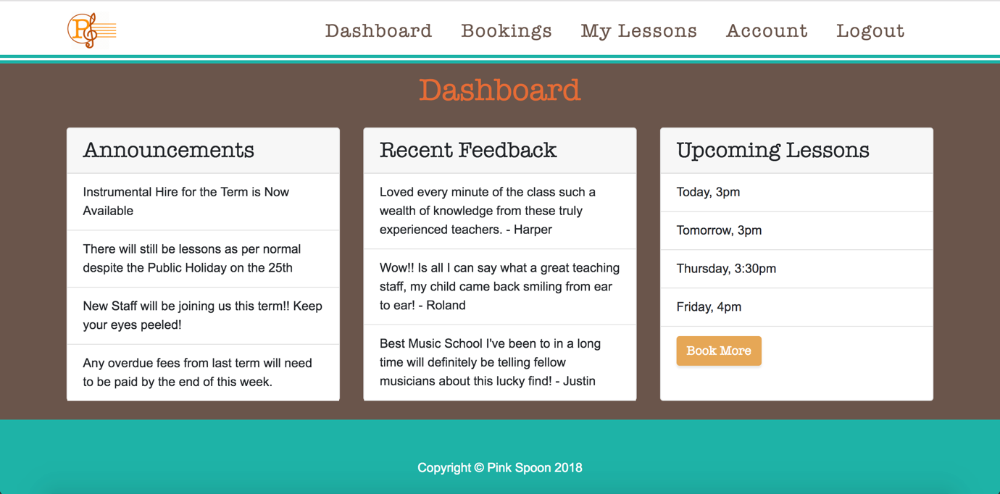 P
Dashboard Bookings My Lessons Account Logout
Dashboard
Announcements
Instrumental Hire for the Term is Now
Available
There will still be lessons as per normal
despite the Public Holiday on the 25th
New Staff will be joining us this term!! Keep
your eyes peeled!
Any overdue fees from last term will need
to be paid by the end of this week.
Recent Feedback
Loved every minute of the class such a
wealth of knowledge from these truly
experienced teachers. - Harper
Wow!! Is all I can say what a great teaching
staff, my child came back smiling from ear
to ear! - Roland
Best Music School I've been to in a long
time will definitely be telling fellow
musicians about this lucky find! - Justin
Upcoming Lessons
Today, 3pm
Tomorrow, 3pm
Thursday, 3:30pm
Friday, 4pm
Book More
Copyright © Pink Spoon 2018